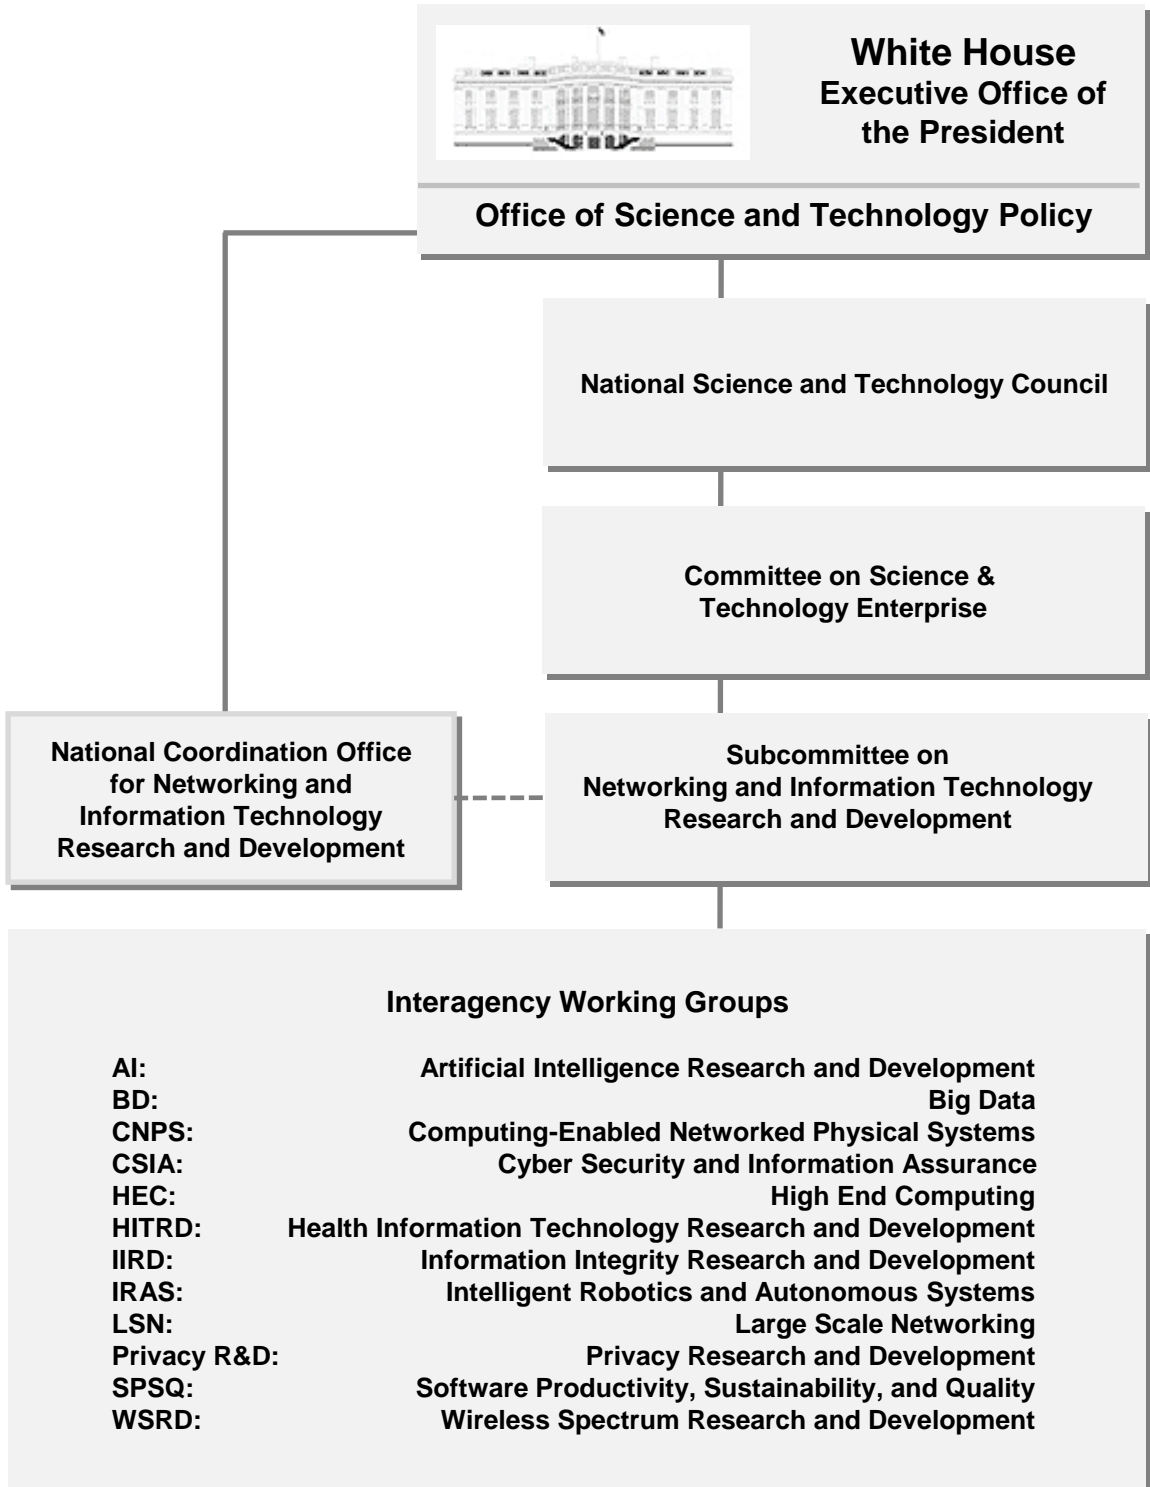 White House
Executive Office of
the President
Office of Science and Technology Policy
National Science and Technology Council
Committee on Science &
Technology Enterprise
National Coordination Office
for Networking and
Information Technology
Research and Development
Subcommittee on
Networking and Information Technology
Research and Development
Interagency Working Groups
AI: Artificial Intelligence Research and Development
BD: Big Data
CNPS: Computing-Enabled Networked Physical Systems
CSIA: Cyber Security and Information Assurance
HEC: High End Computing
HITRD: Health Information Technology Research and Development
IIRD: Information Integrity Research and Development
IRAS: Intelligent Robotics and Autonomous Systems
LSN: Large Scale Networking
Privacy R&D: Privacy Research and Development
SPSQ: Software Productivity, Sustainability, and Quality
WSRD: Wireless Spectrum Research and Development